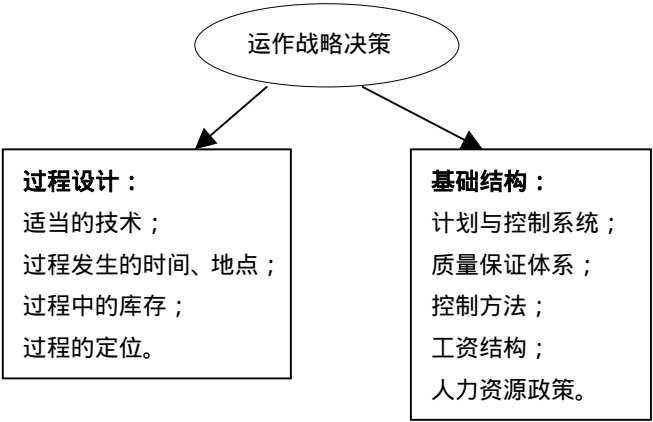 运作战略决策
过程设计：
适当的技术；
过程发生的时间、地点；
过程中的库存；
过程的定位。
基础结构：
计划与控制系统；
质量保证体系；
控制方法；
工资结构；
人力资源政策。